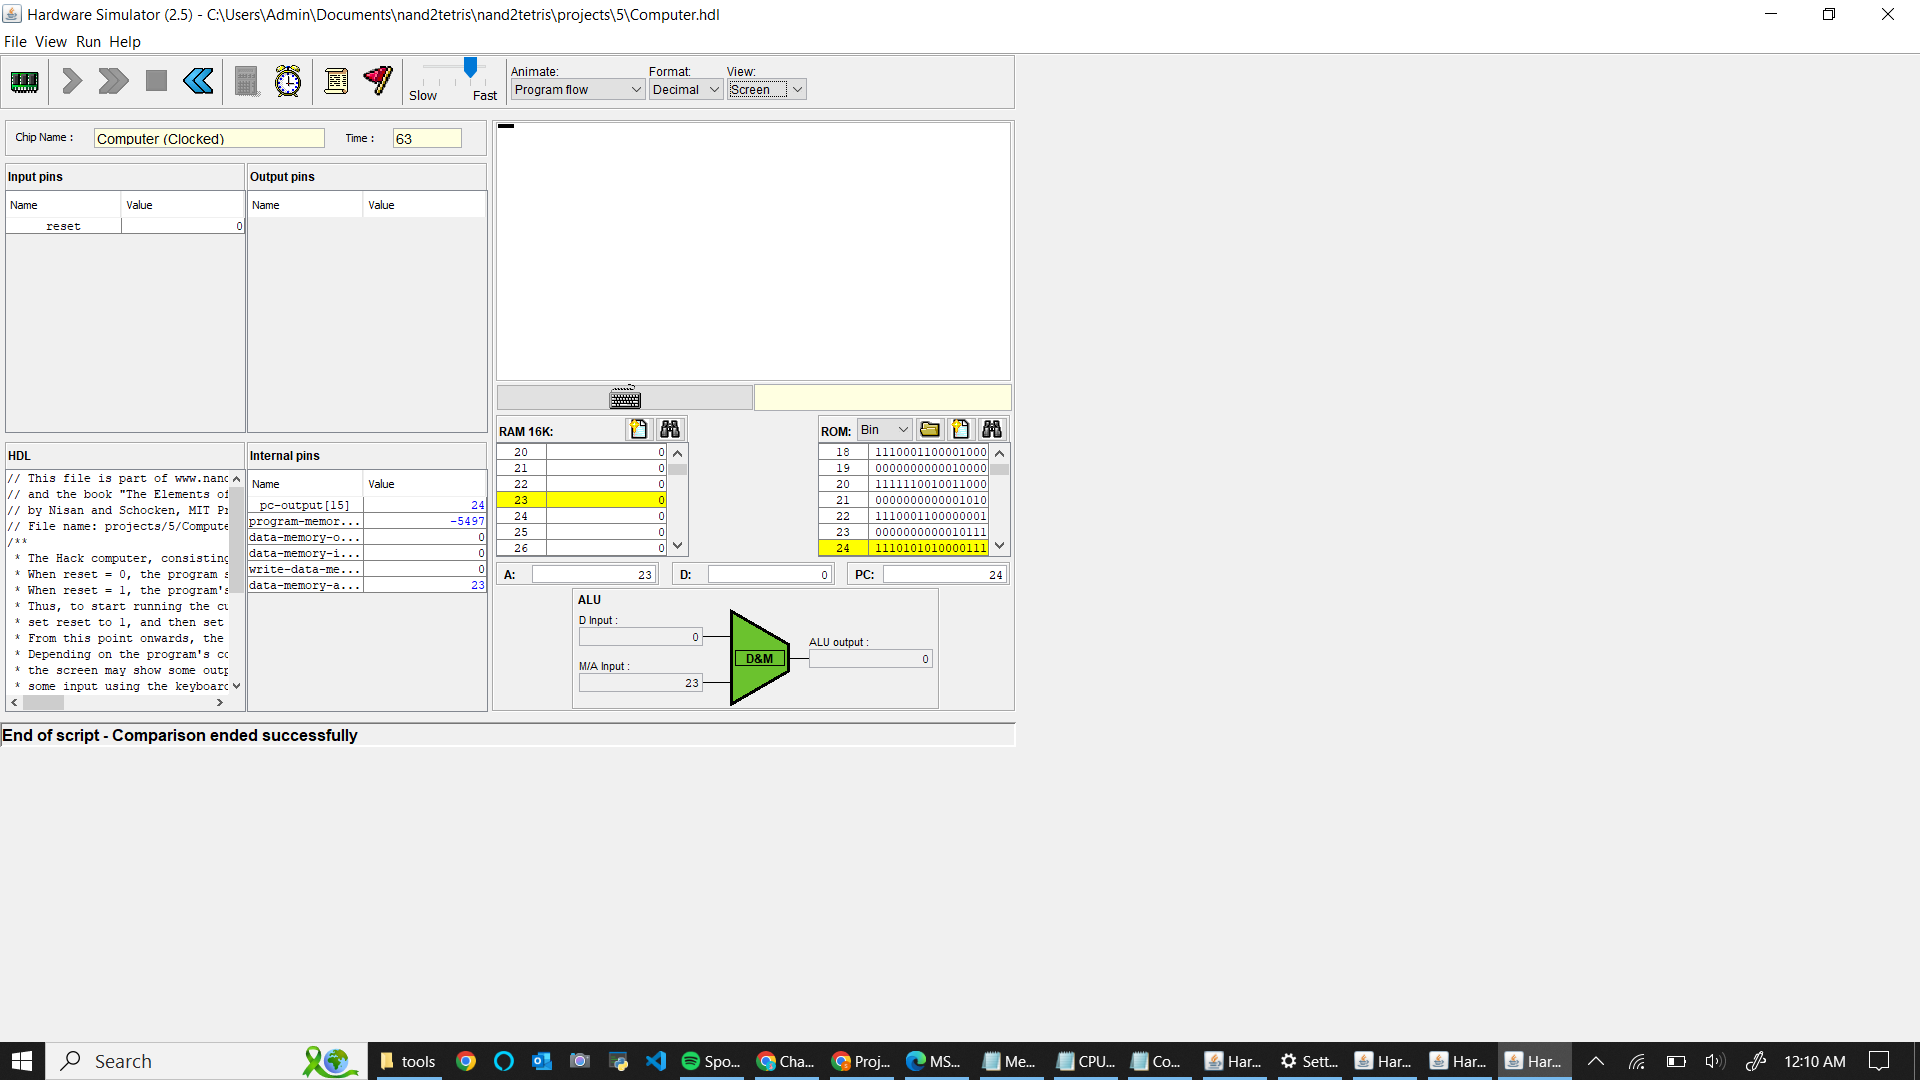 Hardware Simulator (2.5) - C:\Users\Admin\Documents\nand2tetris\nand2tetris\projects\5\Computer.hdl
File View Run Help
Animate: Format: View:
Slow Fast Program flow Decimal Screen
Chip Name : Computer (Clocked) Time : 63
Input pins
Name Value
reset 0
Output pins
Name Value
HDL
// This file is part of www.nand
// and the book "The Elements of
// by Nisan and Schocken, MIT Pr
// File name: projects/5/Compute
/**
* The Hack computer, consisting
* When reset = 0, the program s
* When reset = 1, the program's
* Thus, to start running the cu
* set reset to 1, and then set
* From this point onwards, the
* Depending on the program's co
* the screen may show some outp
* some input using the keyboard
Internal pins
Name Value
pc-output[15] 24
program-memor... -5497
data-memory-o... 0
data-memory-i... 0
write-data-me... 0
data-memory-a... 23
RAM 16K:
20 0
21 0
22 0
23 0
24 0
25 0
26 0
ROM: Bin
18 1110001100001000
19 0000000000010000
20 1111110010011000
21 0000000000001010
22 1110001100000001
23 0000000000010111
24 1110101010000111
A: 23 D: 0 PC: 24
ALU
D Input :
0
M/A Input :
23
D&M
ALU output :
0
End of script - Comparison ended successfully
Search tools Spo... Cha... Proj... MS... Me... CPU... Co... Har... Sett... Har... Har... Har... 12:10 AM